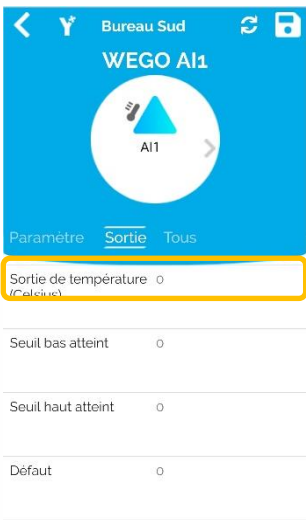 Bureau Sud
WEGO AI1
AI1
Paramètre Sortie Tous
Sortie de température 0
(Celsius)
Seuil bas atteint 0
Seuil haut atteint 0
Défaut 0